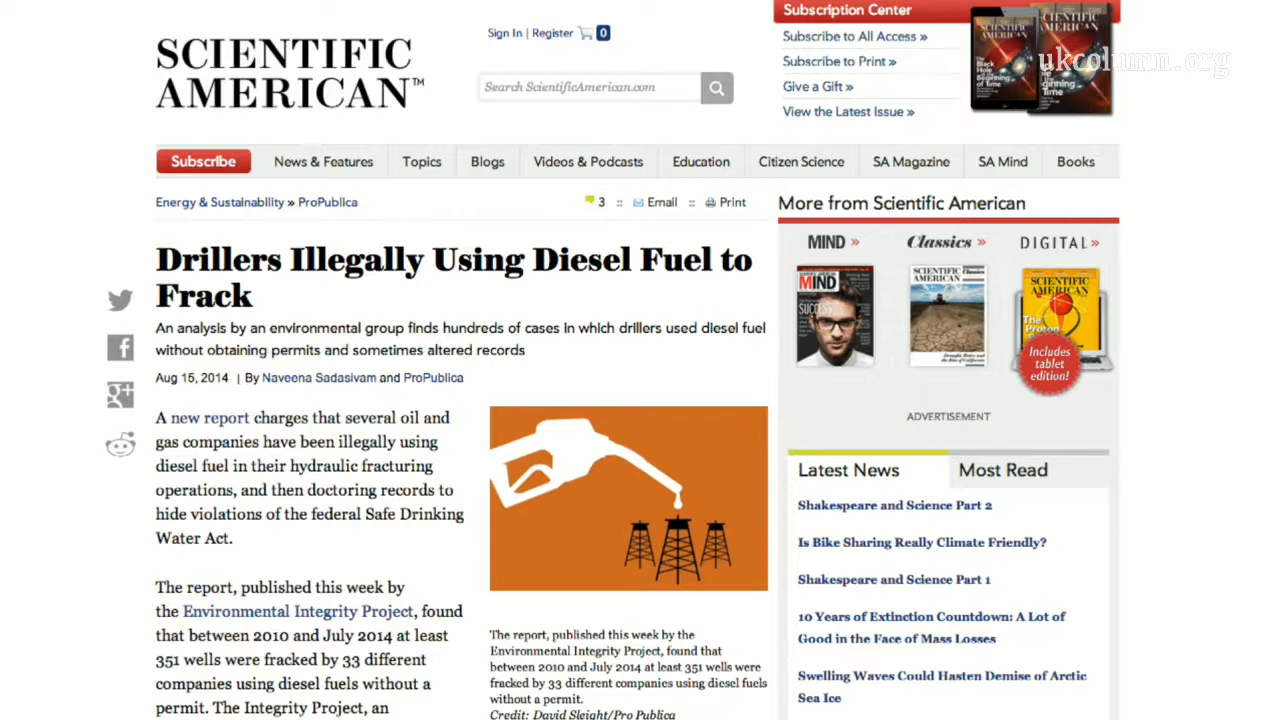 SCIENTIFIC
AMERICAN™
Sign In | Register 0
Search ScientificAmerican.com
Subscription Center
Subscribe to All Access »
Subscribe to Print »
Give a Gift »
View the Latest Issue »
ukcolumn.org
Subscribe
News & Features
Topics
Blogs
Videos & Podcasts
Education
Citizen Science
SA Magazine
SA Mind
Books
Energy & Sustainability » ProPublica
3 :: Email :: Print
Drillers Illegally Using Diesel Fuel to
Frack
An analysis by an environmental group finds hundreds of cases in which drillers used diesel fuel
without obtaining permits and sometimes altered records
Aug 15, 2014 | By Naveena Sadasivam and ProPublica
A new report charges that several oil and
gas companies have been illegally using
diesel fuel in their hydraulic fracturing
operations, and then doctoring records to
hide violations of the federal Safe Drinking
Water Act.
The report, published this week by
the Environmental Integrity Project, found
that between 2010 and July 2014 at least
351 wells were fracked by 33 different
companies using diesel fuels without a
permit. The Integrity Project, an
The report, published this week by the
Environmental Integrity Project, found that
between 2010 and July 2014 at least 351 wells were
fracked by 33 different companies using diesel fuels
without a permit.
Credit: David Sleight/Pro Publica
More from Scientific American
MIND »
Classics »
DIGITAL »
MIND
SUCCESS
SCIENTIFIC
AMERICAN
Classics
SCIENTIFIC
AMERICAN
The
Proton
Includes
tablet
edition!
ADVERTISEMENT
Latest News
Most Read
Shakespeare and Science Part 2
Is Bike Sharing Really Climate Friendly?
Shakespeare and Science Part 1
10 Years of Extinction Countdown: A Lot of
Good in the Face of Mass Losses
Swelling Waves Could Hasten Demise of Arctic
Sea Ice